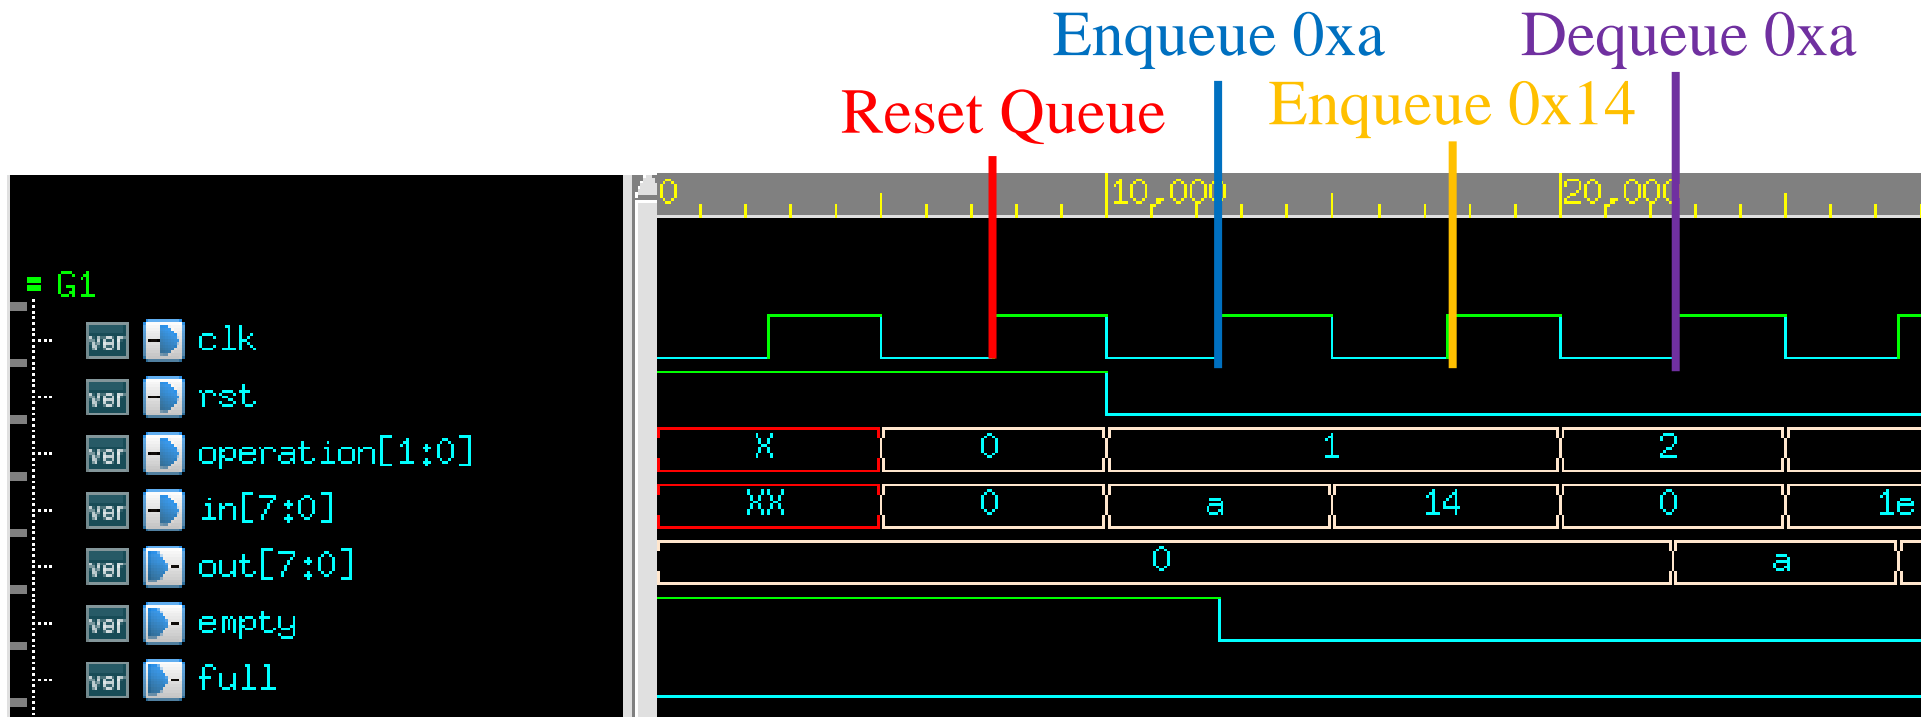 Enqueue 0xa
Dequeue 0xa
Reset Queue
Enqueue 0x14
0
10,000
20,000
= G1
ver clk
ver rst
ver operation[1:0] X 0 1 2
ver in[7:0] XX 0 a 14 0 1e
ver out[7:0] 0 a
ver empty
ver full